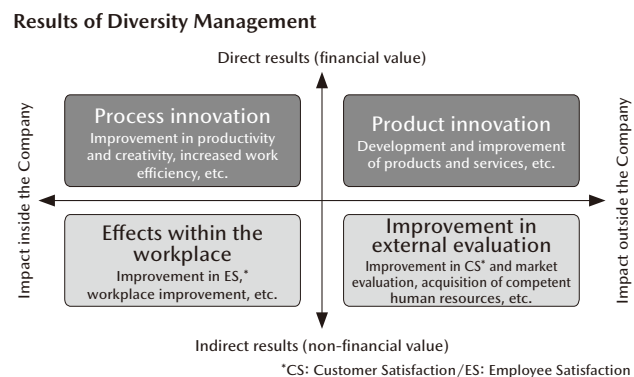 Results of Diversity Management
Direct results (financial value)
Impact inside the Company
Process innovation
Improvement in productivity
and creativity, increased work
efficiency, etc.
Product innovation
Development and improvement
of products and services, etc.
Impact outside the Company
Effects within the
workplace
Improvement in ES,*
workplace improvement, etc.
Improvement in
external evaluation
Improvement in CS* and market
evaluation, acquisition of competent
human resources, etc.
Indirect results (non-financial value)
*CS: Customer Satisfaction/ES: Employee Satisfaction